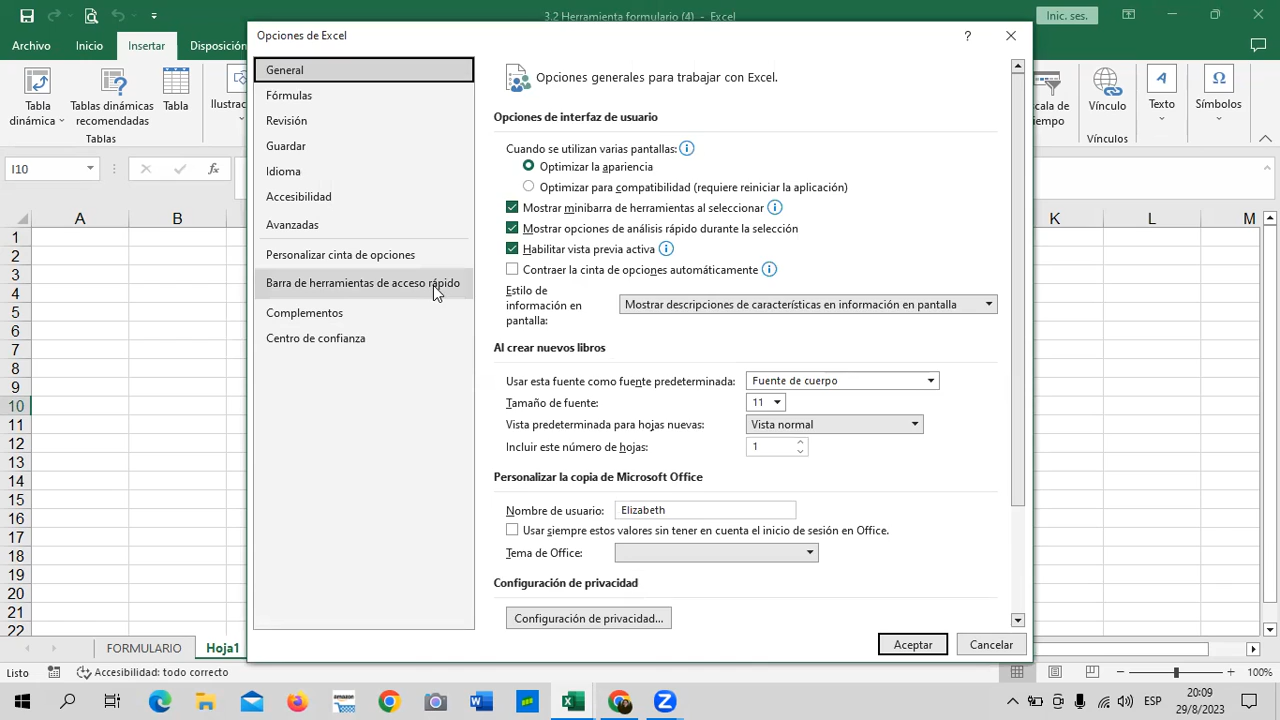 3.2 Herramienta formulario (4) - Excel
Inic. ses.
Archivo
Inicio
Insertar
Disposición
Tabla dinámica
Tablas dinámicas recomendadas
Tabla
Ilustrac
Tablas
Vínculo
Vínculos
Texto
Símbolos
I10
fx
A B K L M
1
2
3
4
5
6
7
8
9
10
11
12
13
14
15
16
17
18
19
20
21
22
Opciones de Excel
?
General
Fórmulas
Revisión
Guardar
Idioma
Accesibilidad
Avanzadas
Personalizar cinta de opciones
Barra de herramientas de acceso rápido
Complementos
Centro de confianza
Opciones generales para trabajar con Excel.
Opciones de interfaz de usuario
Cuando se utilizan varias pantallas:
Optimizar la apariencia
Optimizar para compatibilidad (requiere reiniciar la aplicación)
Mostrar minibarra de herramientas al seleccionar
Mostrar opciones de análisis rápido durante la selección
Habilitar vista previa activa
Contraer la cinta de opciones automáticamente
Estilo de
información en
pantalla:
Mostrar descripciones de características en información en pantalla
Al crear nuevos libros
Usar esta fuente como fuente predeterminada: Fuente de cuerpo
Tamaño de fuente: 11
Vista predeterminada para hojas nuevas: Vista normal
Incluir este número de hojas: 1
Personalizar la copia de Microsoft Office
Nombre de usuario: Elizabeth
Usar siempre estos valores sin tener en cuenta el inicio de sesión en Office.
Tema de Office:
Configuración de privacidad
Configuración de privacidad...
Aceptar
Cancelar
FORMULARIO
Hoja1
Listo
Accesibilidad: todo correcto
100%
ESP
20:09
29/8/2023